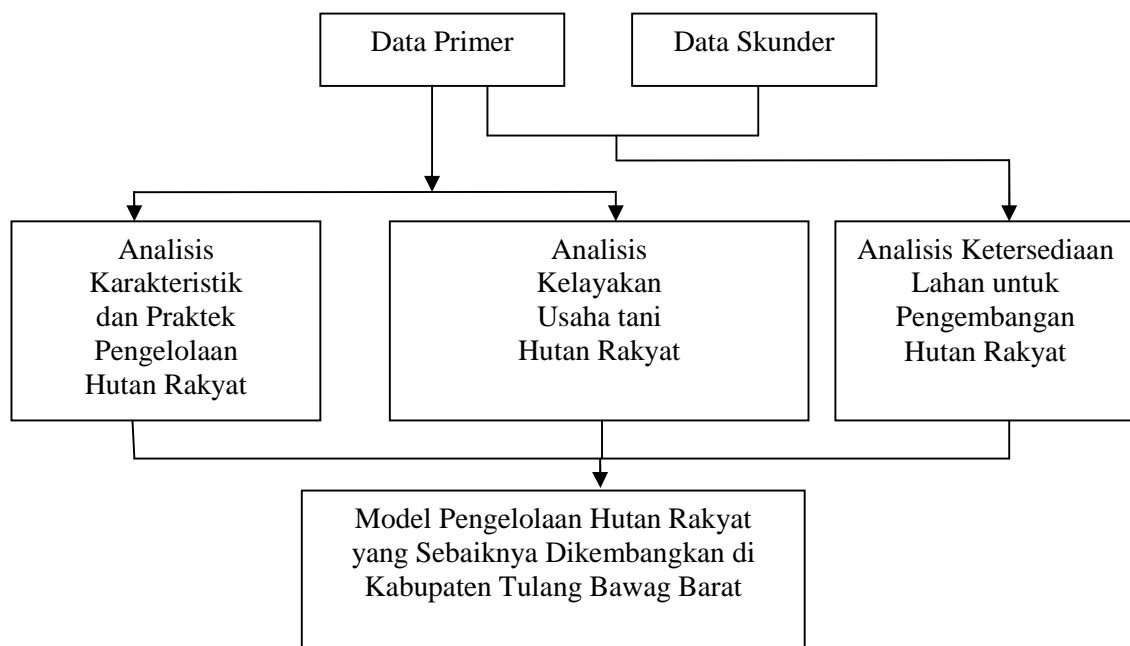 Data Primer
Data Skunder
Analisis
Karakteristik
dan Praktek
Pengelolaan
Hutan Rakyat
Analisis
Kelayakan
Usaha tani
Hutan Rakyat
Analisis Ketersediaan
Lahan untuk
Pengembangan
Hutan Rakyat
Model Pengelolaan Hutan Rakyat
yang Sebaiknya Dikembangkan di
Kabupaten Tulang Bawag Barat